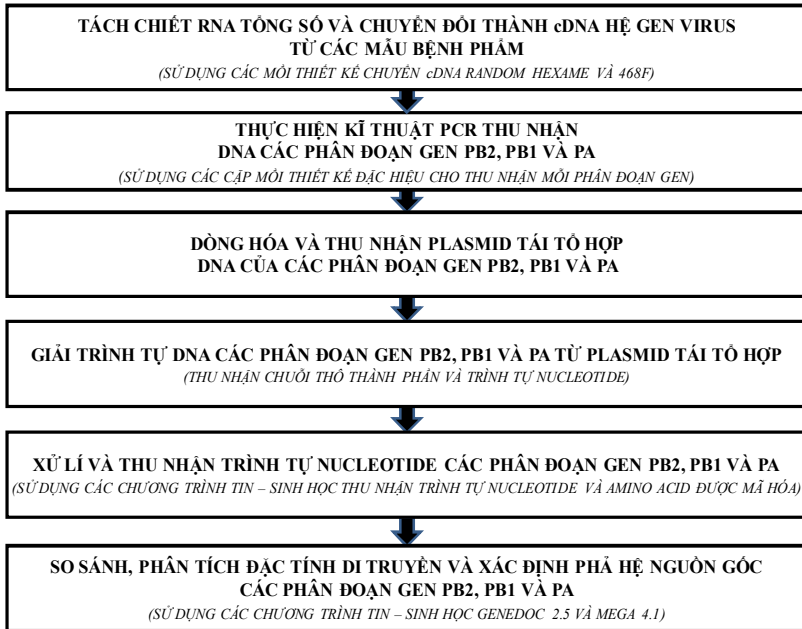 TÁCH CHIẾT RNA TỔNG SỐ VÀ CHUYỂN ĐỔI THÀNH cDNA HỆ GEN VIRUS
TỪ CÁC MẪU BỆNH PHẨM
(SỬ DỤNG CÁC MỒI THIẾT KẾ CHUYỂN cDNA RANDOM HEXAME VÀ 468F)
THỰC HIỆN KĨ THUẬT PCR THU NHẬN
DNA CÁC PHÂN ĐOẠN GEN PB2, PB1 VÀ PA
(SỬ DỤNG CÁC CẶP MỒI THIẾT KẾ ĐẶC HIỆU CHO THU NHẬN MỖI PHÂN ĐOẠN GEN)
DÒNG HÓA VÀ THU NHẬN PLASMID TÁI TỔ HỢP
DNA CỦA CÁC PHÂN ĐOẠN GEN PB2, PB1 VÀ PA
GIẢI TRÌNH TỰ DNA CÁC PHÂN ĐOẠN GEN PB2, PB1 VÀ PA TỪ PLASMID TÁI TỔ HỢP
(THU NHẬN CHUỖI THÔ THÀNH PHẦN VÀ TRÌNH TỰ NUCLEOTIDE)
XỬ LÍ VÀ THU NHẬN TRÌNH TỰ NUCLEOTIDE CÁC PHÂN ĐOẠN GEN PB2, PB1 VÀ PA
(SỬ DỤNG CÁC CHƯƠNG TRÌNH TIN – SINH HỌC THU NHẬN TRÌNH TỰ NUCLEOTIDE VÀ AMINO ACID ĐƯỢC MÃ HÓA)
SO SÁNH, PHÂN TÍCH ĐẶC TÍNH DI TRUYỀN VÀ XÁC ĐỊNH PHẢ HỆ NGUỒN GỐC
CÁC PHÂN ĐOẠN GEN PB2, PB1 VÀ PA
(SỬ DỤNG CÁC CHƯƠNG TRÌNH TIN – SINH HỌC GENEDOC 2.5 VÀ MEGA 4.1)